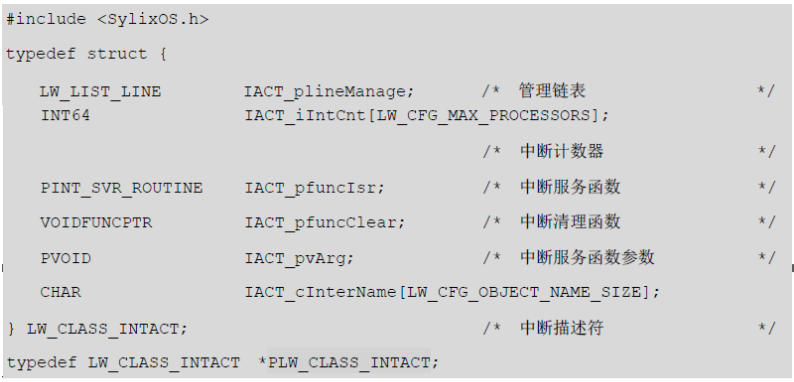 #include <SylixOS.h>
typedef struct {
LW_LIST_LINE IACT_plineManage; /* 管理链表 */
INT64 IACT_iIntCnt[LW_CFG_MAX_PROCESSORS];
/* 中断计数器 */
PINT_SVR_ROUTINE IACT_pfuncIsr; /* 中断服务函数 */
VOIDFUNCPTR IACT_pfuncClear; /* 中断清理函数 */
PVOID IACT_pvArg; /* 中断服务函数参数 */
CHAR IACT_cInterName[LW_CFG_OBJECT_NAME_SIZE];
} LW_CLASS_INTACT; /* 中断描述符 */
typedef LW_CLASS_INTACT *PLW_CLASS_INTACT;